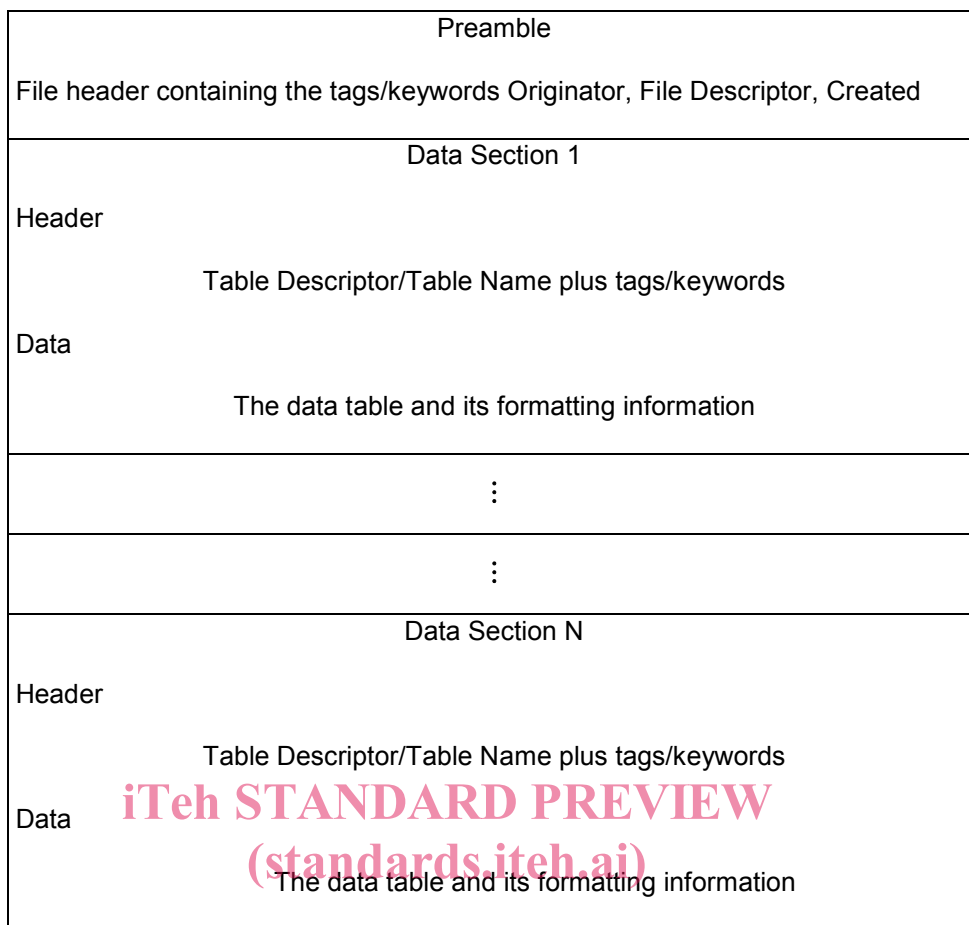 Preamble
File header containing the tags/keywords Originator, File Descriptor, Created
Data Section 1
Header
Table Descriptor/Table Name plus tags/keywords
Data
The data table and its formatting information
⋮
⋮
Data Section N
Header
Table Descriptor/Table Name plus tags/keywords
iTeh STANDARD PREVIEW
Data
(standards.iteh.ai)
The data table and its formatting information